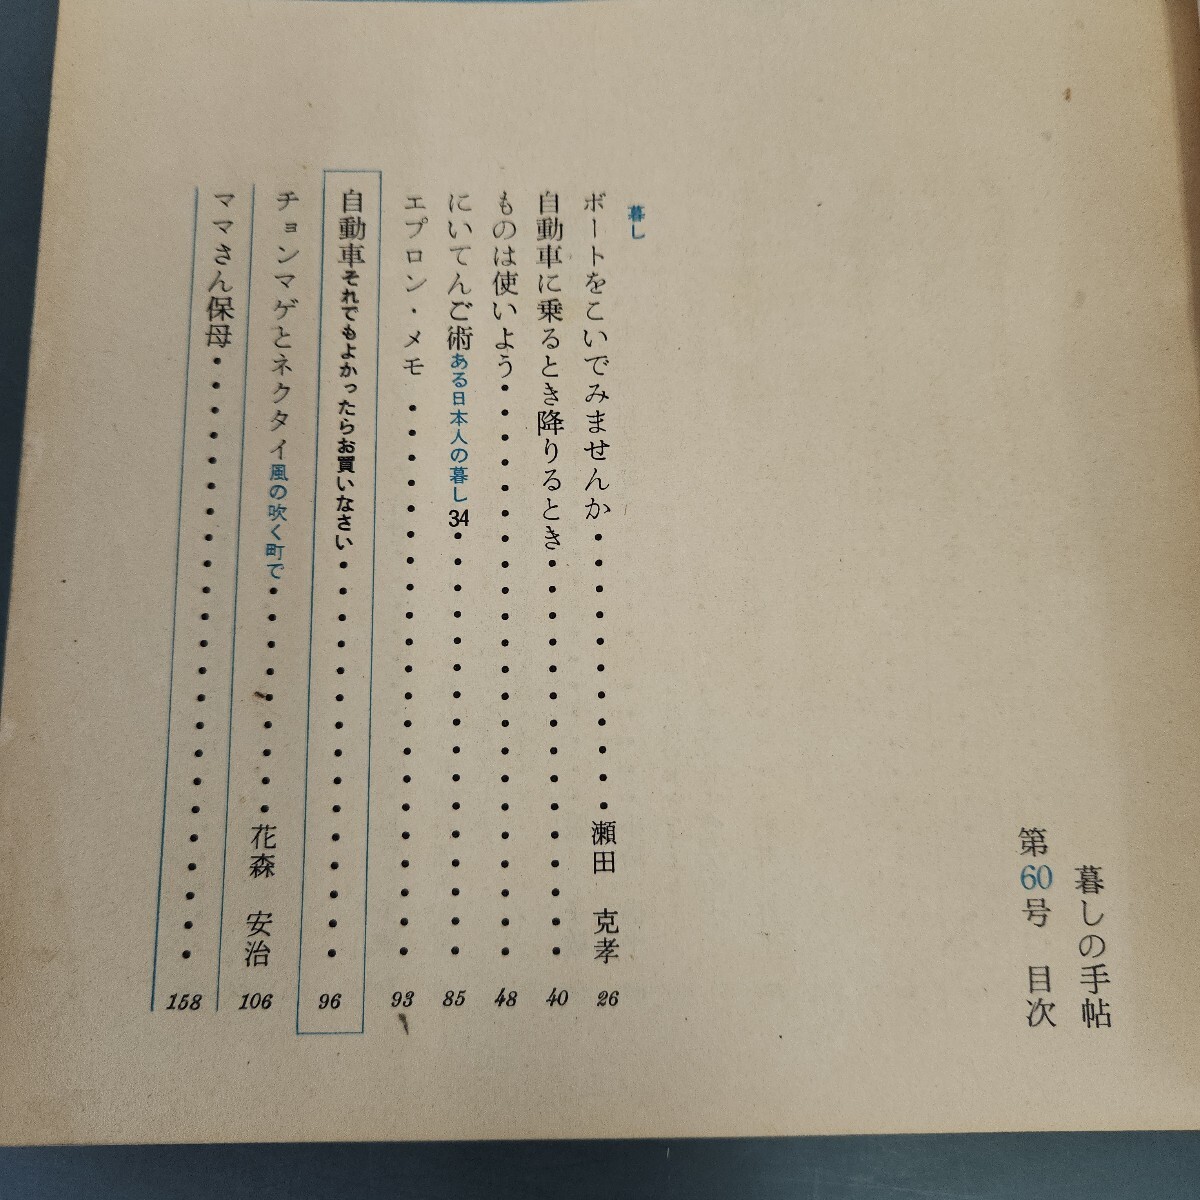 暮しの手帖
第60号 目次
暮し
ボートをこいでみませんか・・・・・・・・・・・瀬田 克孝 26
自動車に乗るとき降りるとき・・・・・・・・・・・・・・・ 40
ものは使いよう・・・・・・・・・・・・・・・・・・・・・・ 48
にいてんご術 ある日本人の暮し 34・・・・・・・・・・・・・・・・ 85
エプロン・メモ・・・・・・・・・・・・・・・・・・・・・ 93
自動車 それでもよかったらお買いなさい・・・・・・・・・・・・・・・ 96
チョンマゲとネクタイ 風の吹く町で・・・・・・・・・花森 安治 106
ママさん保母・・・・・・・・・・・・・・・・・・・・・・・ 158